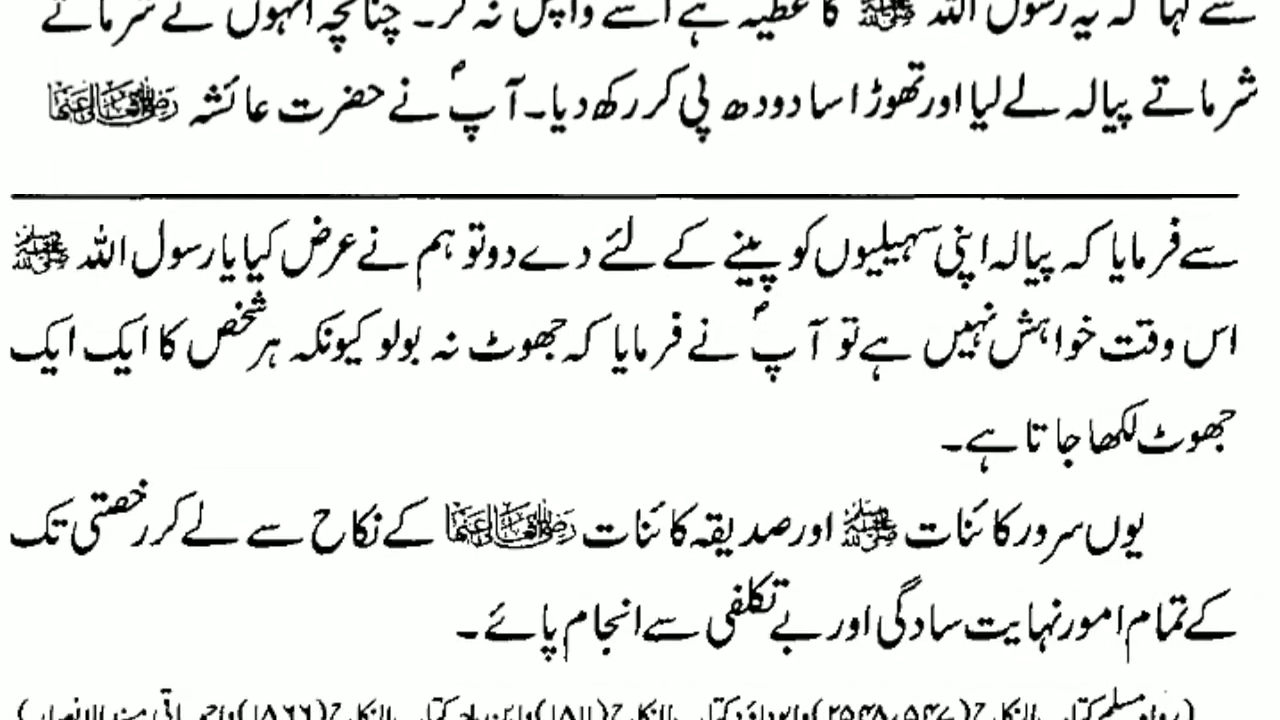 سے کہا کہ یہ رسول اللہ ﷺ کا عطیہ ہے اسے واپس نہ کر۔ چنانچہ انہوں نے شرماتے
شرماتے پیالہ لے لیا اور تھوڑا سا دودھ پی کر رکھ دیا۔ آپؐ نے حضرت عائشہ رضی اللہ تعالیٰ عنہا
سے فرمایا کہ پیالہ اپنی سہیلیوں کو پینے کے لئے دے دو تو ہم نے عرض کیا یا رسول اللہ ﷺ
اس وقت خواہش نہیں ہے تو آپؐ نے فرمایا کہ جھوٹ نہ بولو کیونکہ ہر شخص کا ایک ایک
جھوٹ لکھا جاتا ہے۔
یوں سرور کائنات ﷺ اور صدیقہ کائنات رضی اللہ تعالیٰ عنہا کے نکاح سے لے کر رخصتی تک
کے تمام امور نہایت سادگی اور بے تکلفی سے انجام پائے۔